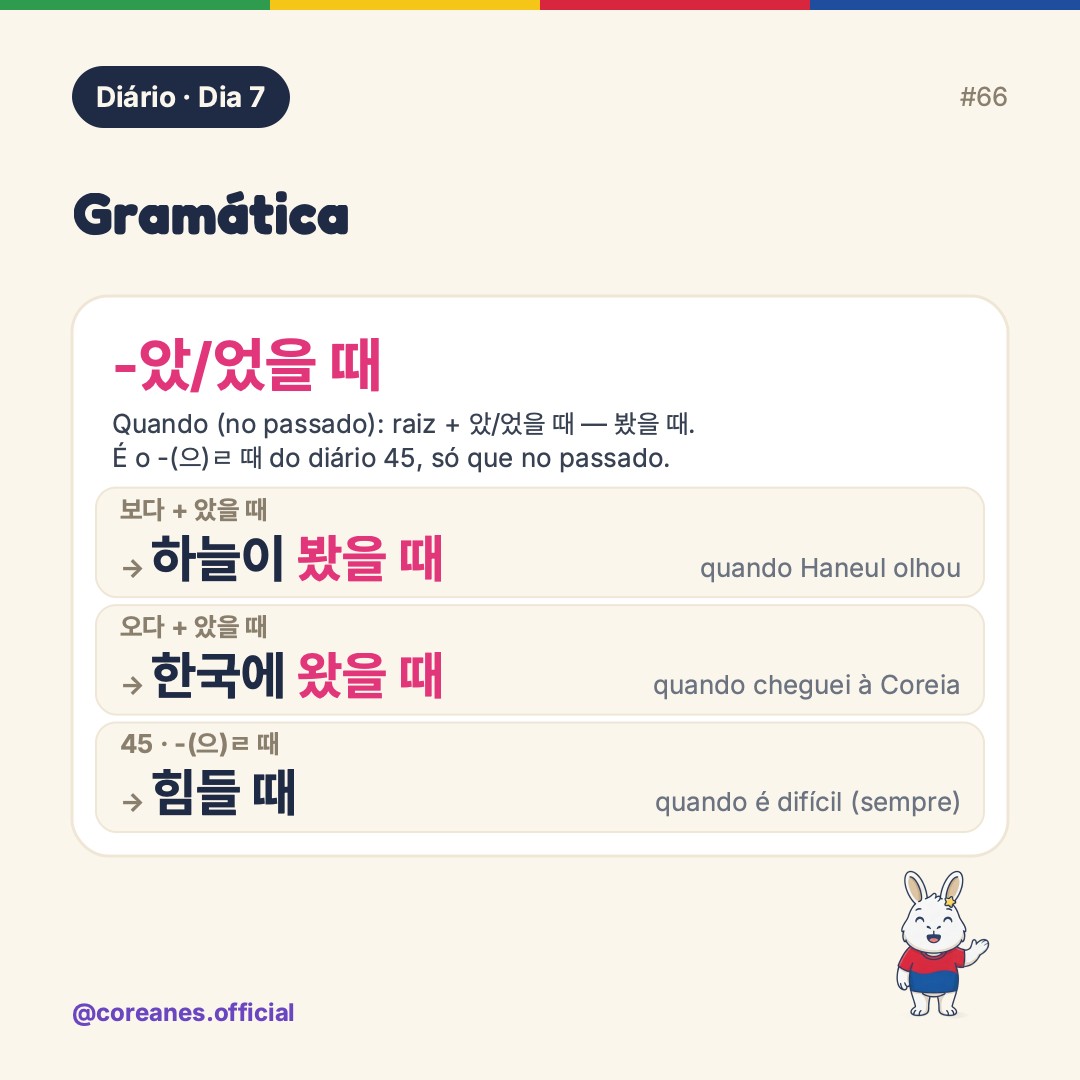 Diário · Dia 7
#66
Gramática
-았/었을 때
Quando (no passado): raiz + 았/었을 때 — 봤을 때.
É o -(으)ㄹ 때 do diário 45, só que no passado.
보다 + 았을 때
→ 하늘이 봤을 때
quando Haneul olhou
오다 + 았을 때
→ 한국에 왔을 때
quando cheguei à Coreia
45 · -(으)ㄹ 때
→ 힘들 때
quando é difícil (sempre)
@coreanes.official